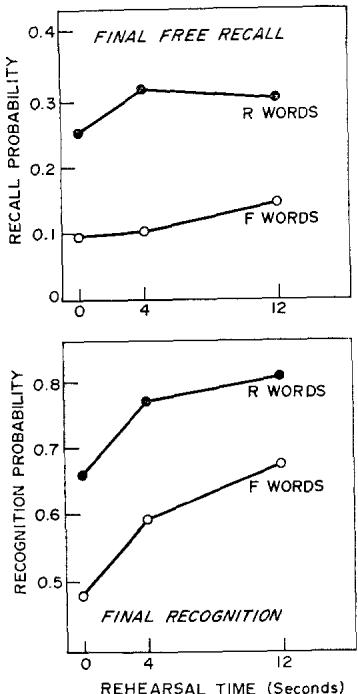 0.4
FINAL FREE RECALL
0.3
R WORDS
0.2
F WORDS
0.1
0
0 4 12
RECALL PROBABILITY
0.8
R WORDS
0.7
F WORDS
0.6
0.5
FINAL RECOGNITION
0 4 12
RECOGNITION PROBABILITY
REHEARSAL TIME (Seconds)